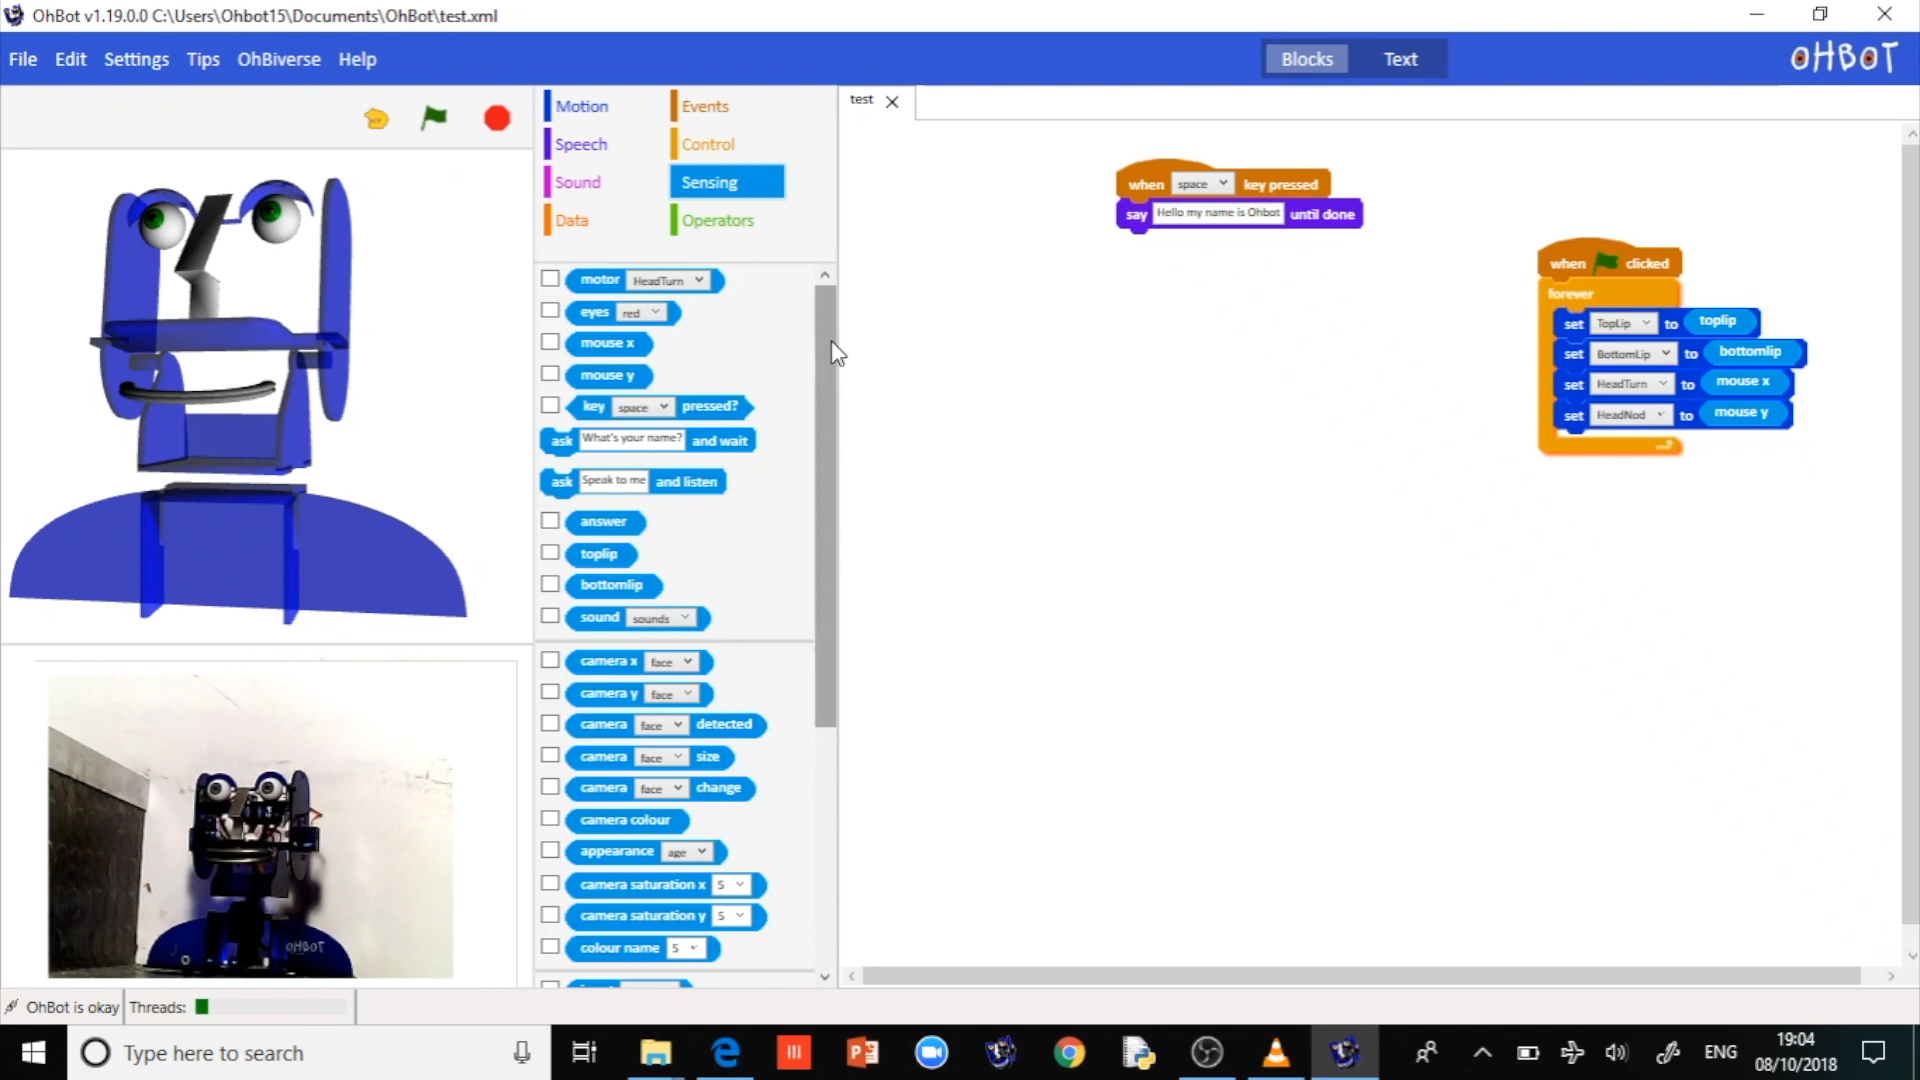 OhBot v1.19.0.0 C:\Users\Ohbot15\Documents\OhBot\test.xml
File Edit Settings Tips OhBiverse Help
Blocks Text
OHBOT
Motion Events
Speech Control
Sound Sensing
Data Operators
test
motor HeadTurn
eyes red
mouse x
mouse y
key space pressed?
ask What's your name? and wait
ask Speak to me and listen
answer
toplip
bottomlip
sound sounds
camera x face
camera y face
camera face detected
camera face size
camera face change
camera colour
appearance age
camera saturation x 5
camera saturation y 5
colour name 5
when space key pressed
say Hello my name is Ohbot until done
when clicked
forever
set TopLip to toplip
set BottomLip to bottomlip
set HeadTurn to mouse x
set HeadNod to mouse y
OHBOT
OhBot is okay Threads:
Type here to search
ENG
19:04
08/10/2018